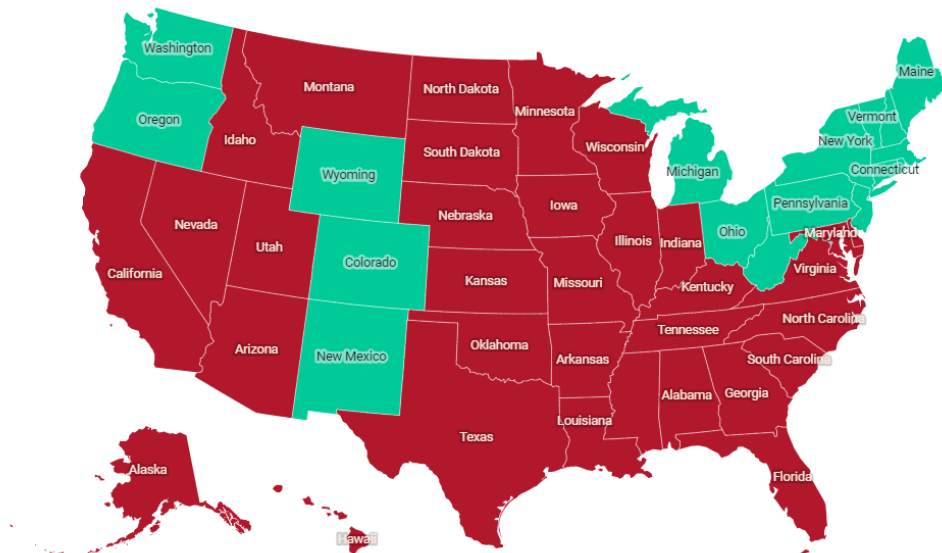 Washington
Maine
Montana
North Dakota
Minnesota
Vermont
Oregon
Idaho
New York
Wisconsin
South Dakota
Michigan
Connecticut
Wyoming
Pennsylvania
Nebraska
Iowa
Nevada
Ohio
Maryland
Utah
Illinois
Indiana
Colorado
Virginia
California
Kansas
Missouri
Kentucky
North Carolina
Tennessee
Arizona
New Mexico
Oklahoma
Arkansas
South Carolina
Alabama
Georgia
Louisiana
Texas
Alaska
Florida
Hawaii